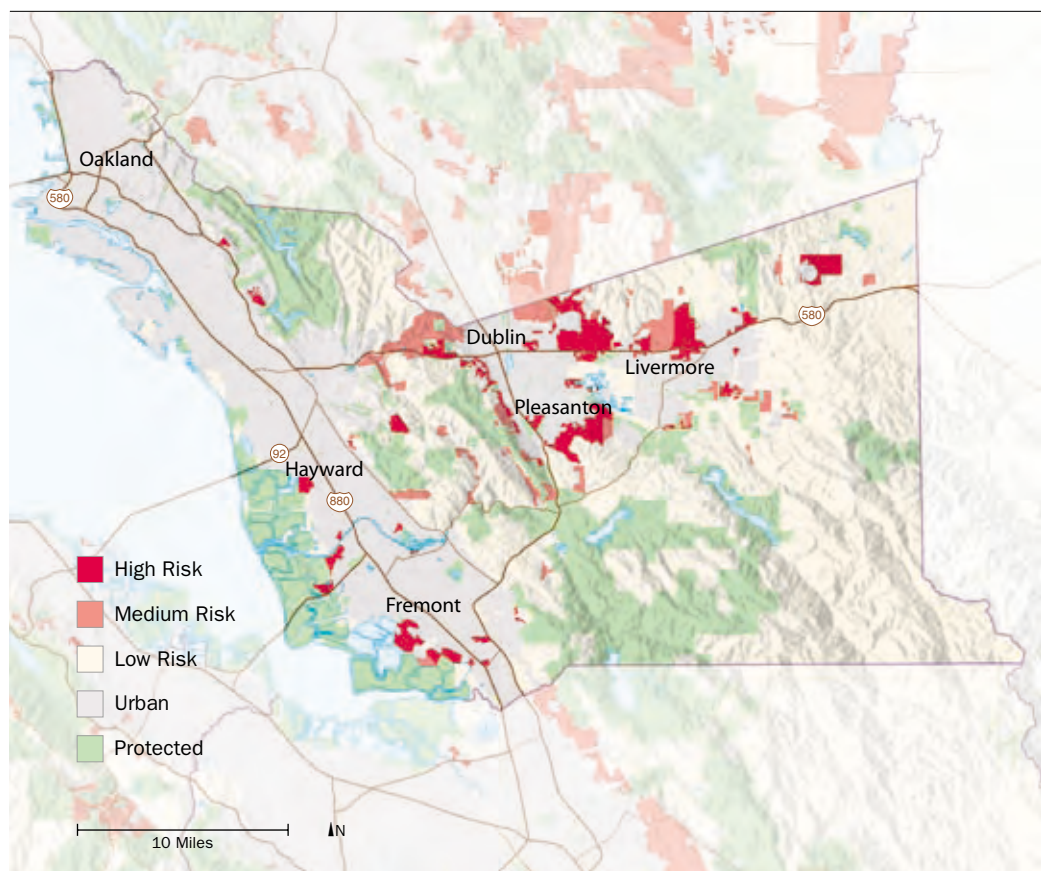 Oakland
580
Dublin
580
Livermore
Pleasanton
92
Hayward
880
High Risk
Fremont
Medium Risk
Low Risk
Urban
Protected
N
10 Miles